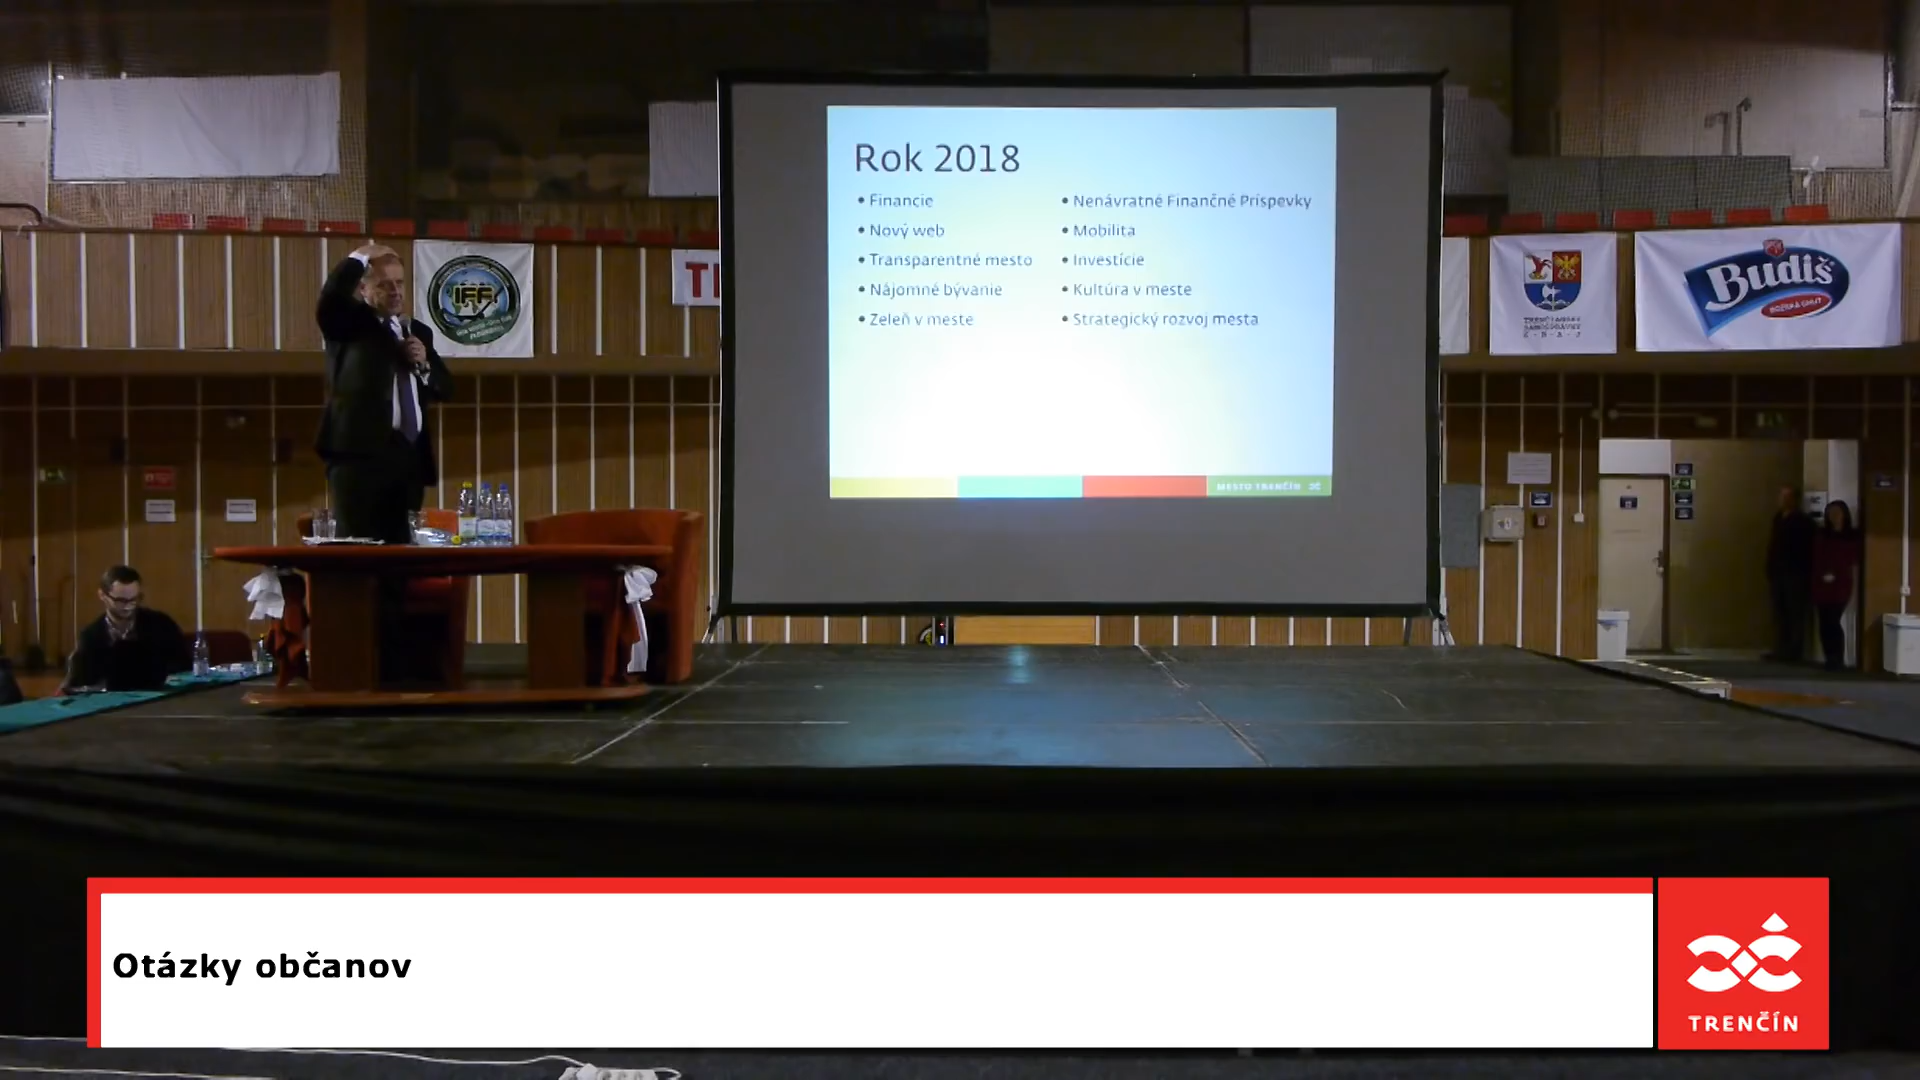 Rok 2018
• Financie
• Nový web
• Transparentné mesto
• Nájomné bývanie
• Zeleň v meste
• Nenávratné Finančné Príspevky
• Mobilita
• Investície
• Kultúra v meste
• Strategický rozvoj mesta
MESTO TRENČÍN
IFF
Budiš
Otázky občanov
TRENČÍN